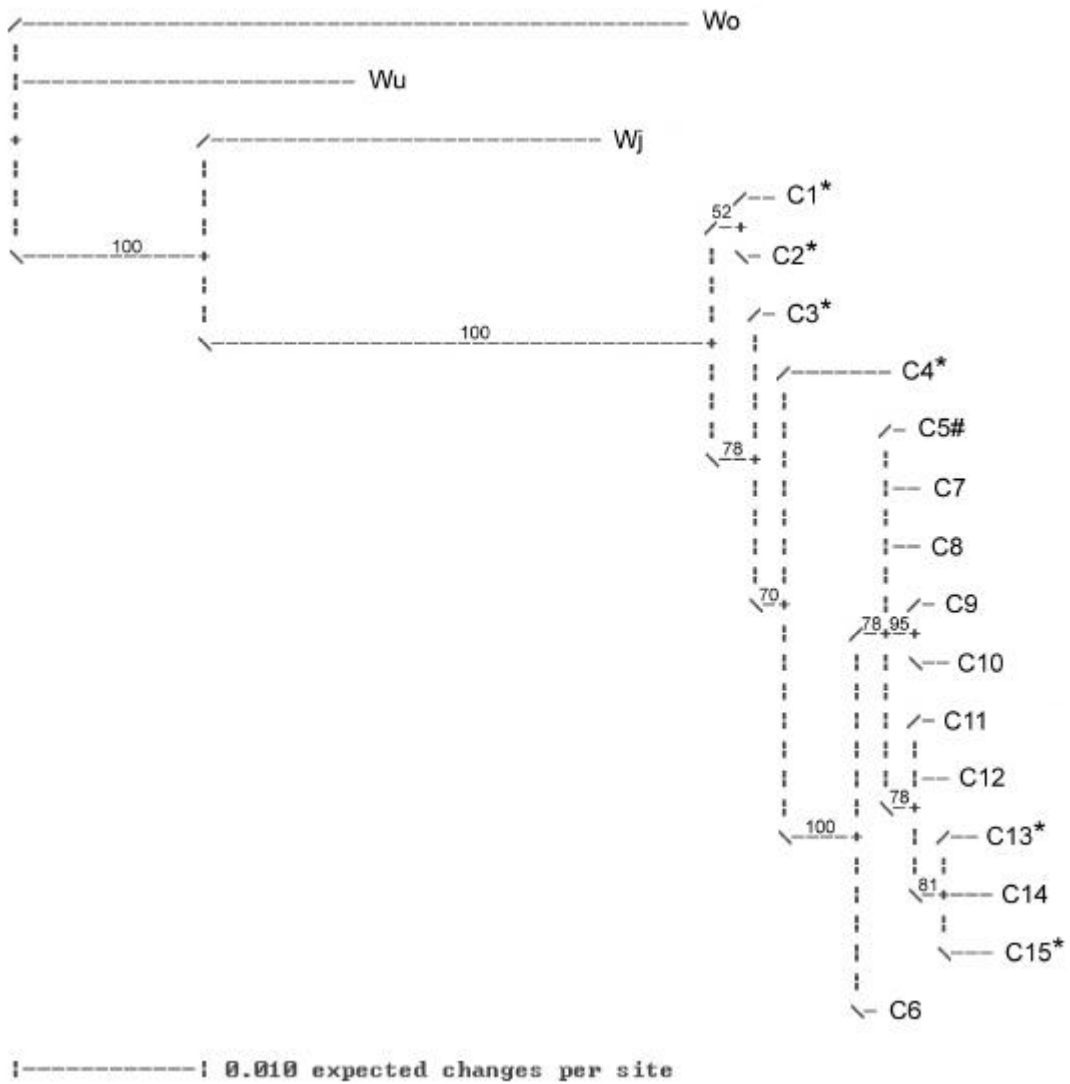 Wo
Wu
Wj
C1*
52
100
C2*
C3*
100
C4*
C5#
78
C7
C8
70
C9
78
95
C10
C11
C12
78
100
C13*
81
C14
C15*
C6
0.010 expected changes per site